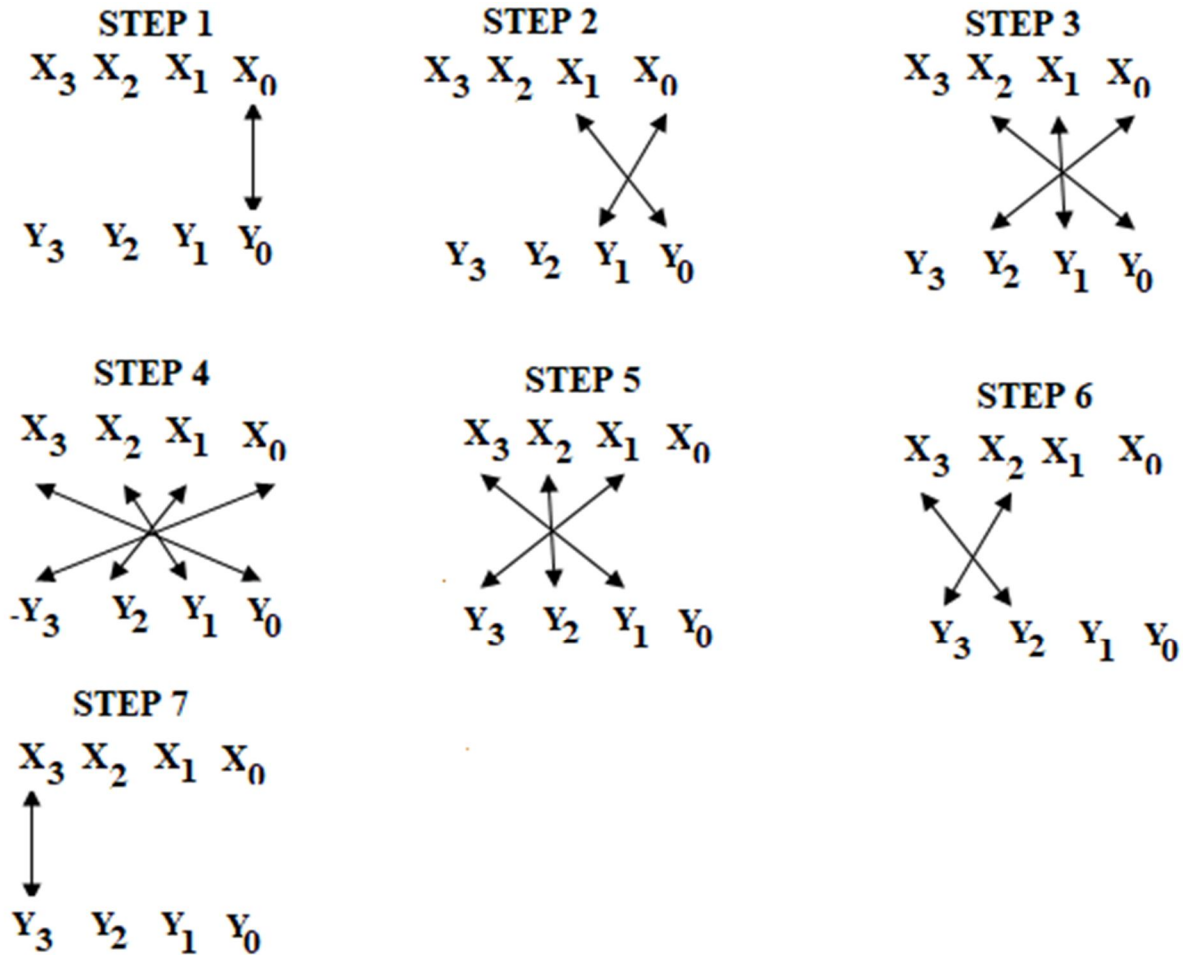 STEP 1
X3 X2 X1 X0
Y3 Y2 Y1 Y0
STEP 2
X3 X2 X1 X0
Y3 Y2 Y1 Y0
STEP 3
X3 X2 X1 X0
Y3 Y2 Y1 Y0
STEP 4
X3 X2 X1 X0
-Y3 Y2 Y1 Y0
STEP 5
X3 X2 X1 X0
Y3 Y2 Y1 Y0
STEP 6
X3 X2 X1 X0
Y3 Y2 Y1 Y0
STEP 7
X3 X2 X1 X0
Y3 Y2 Y1 Y0